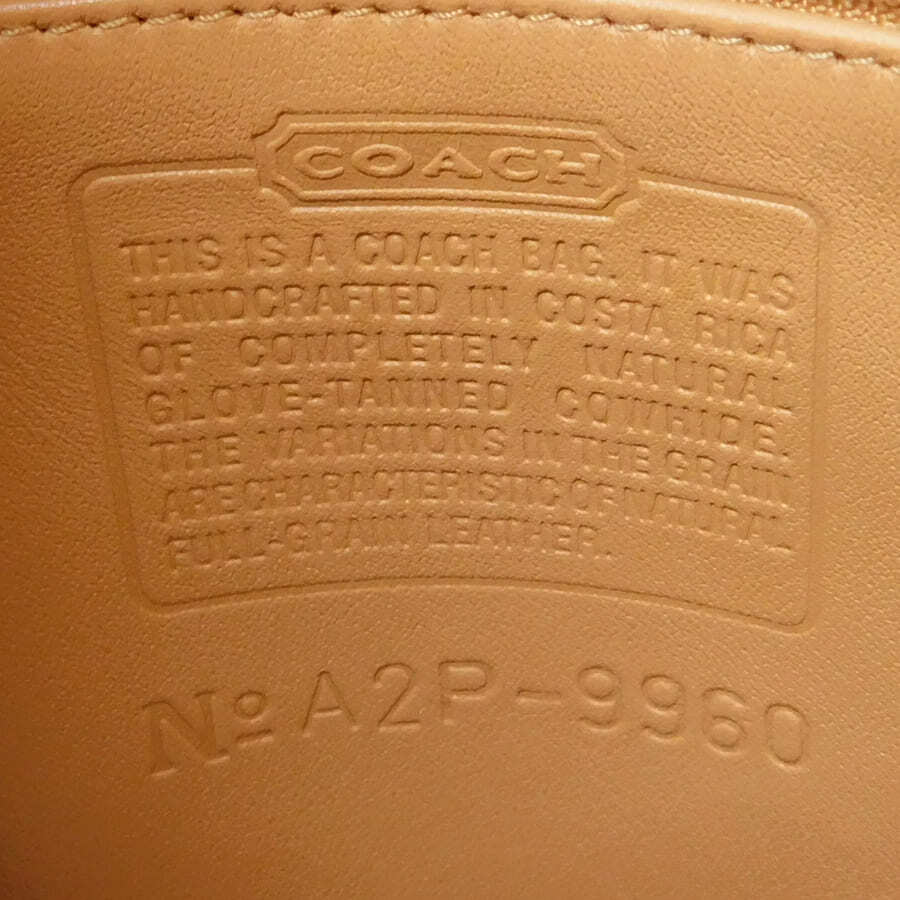 COACH
THIS IS A COACH BAG. IT WAS
HANDCRAFTED IN COSTA RICA
OF COMPLETELY NATURAL
GLOVE-TANNED COWHIDE.
THE VARIATIONS IN THE GRAIN
ARE CHARACTERISTIC OF NATURAL
FULL-GRAIN LEATHER.
Nº A2P-9960